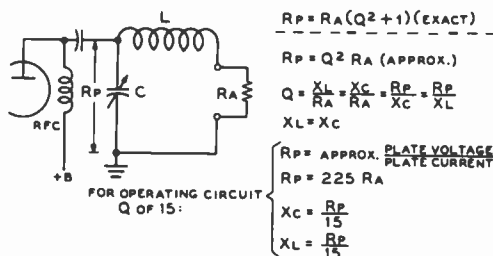 L
RP
C
RA
RFC
+B
RP = RA (Q²+1) (EXACT)
RP = Q² RA (APPROX.)
Q = XL/RA = XC/RA = RP/XC = RP/XL
XL = XC
FOR OPERATING CIRCUIT
Q OF 15:
RP = APPROX. PLATE VOLTAGE/PLATE CURRENT
RP = 225 RA
XC = RP/15
XL = RP/15